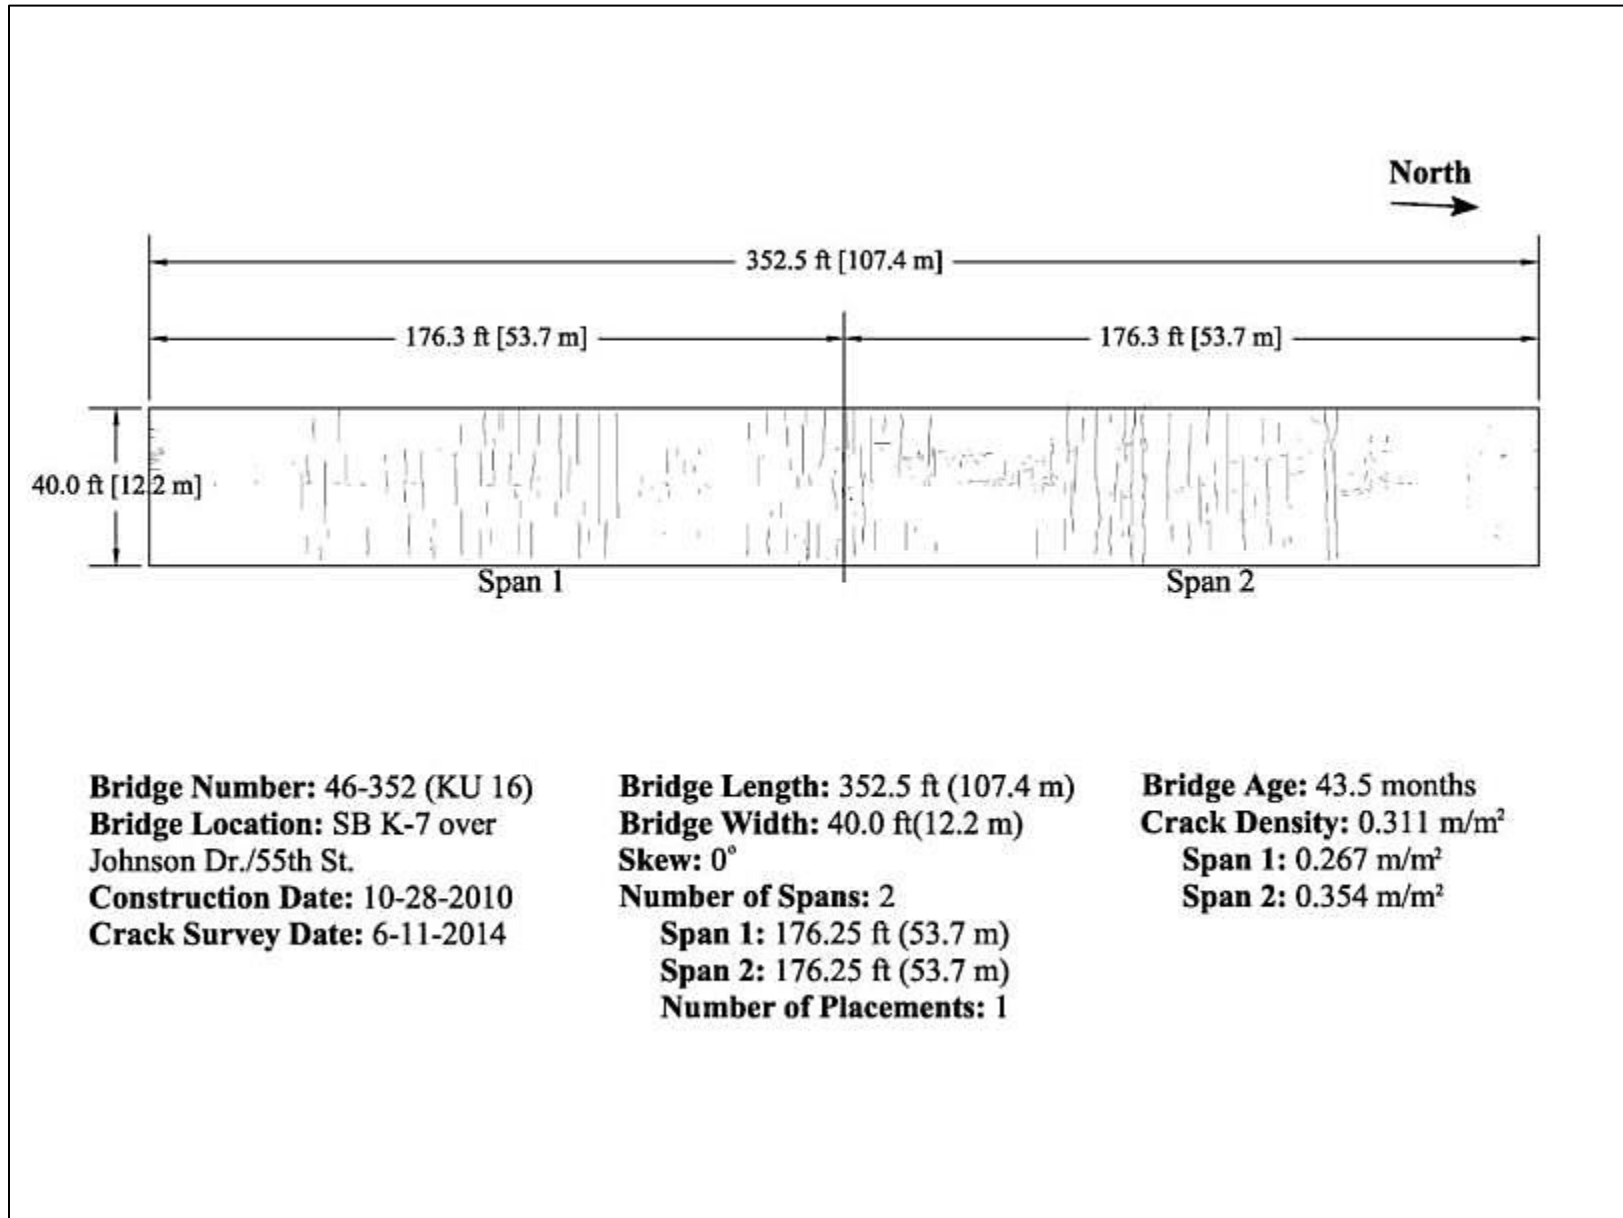 North
352.5 ft [107.4 m]
176.3 ft [53.7 m]
176.3 ft [53.7 m]
40.0 ft [12.2 m]
Span 1
Span 2
Bridge Number: 46-352 (KU 16)
Bridge Location: SB K-7 over
Johnson Dr./55th St.
Construction Date: 10-28-2010
Crack Survey Date: 6-11-2014
Bridge Length: 352.5 ft (107.4 m)
Bridge Width: 40.0 ft(12.2 m)
Skew: 0°
Number of Spans: 2
Span 1: 176.25 ft (53.7 m)
Span 2: 176.25 ft (53.7 m)
Number of Placements: 1
Bridge Age: 43.5 months
Crack Density: 0.311 m/m²
Span 1: 0.267 m/m²
Span 2: 0.354 m/m²